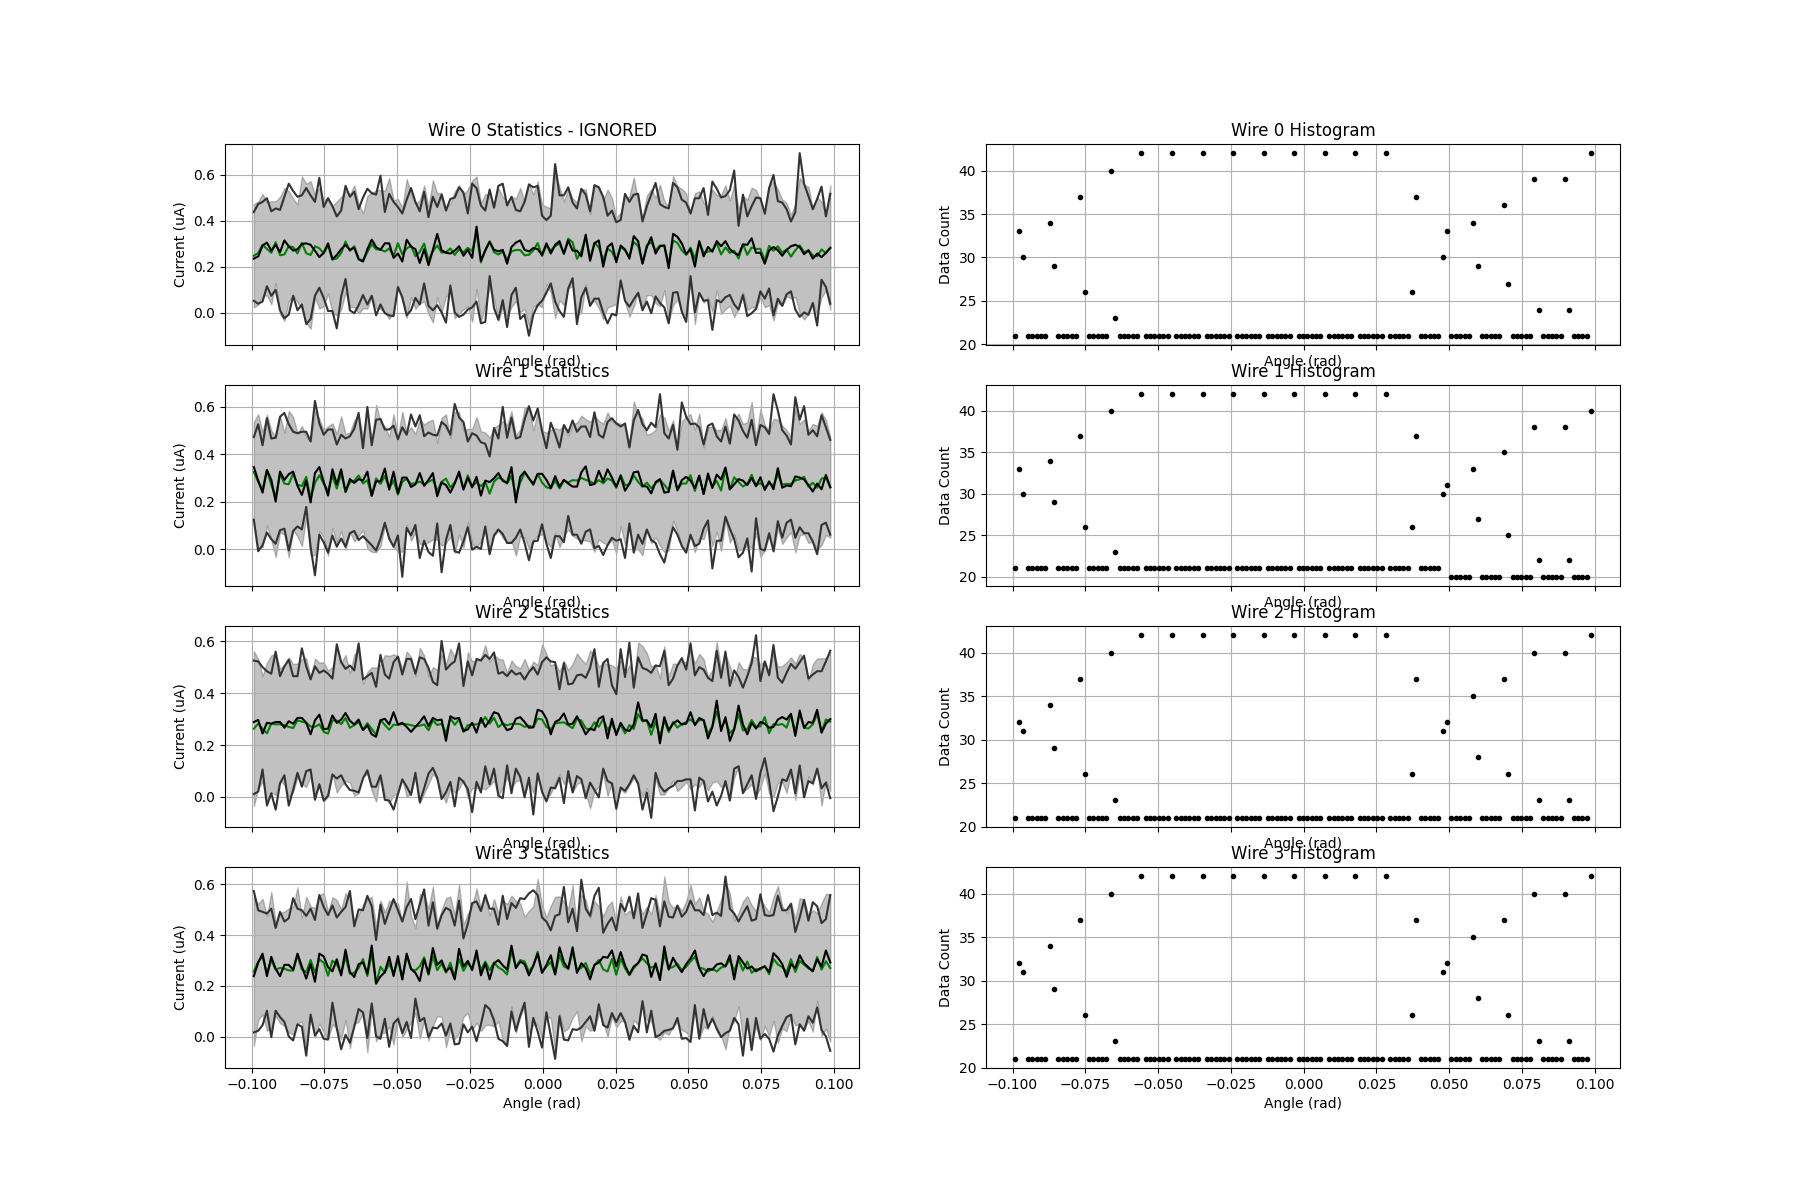 Wire 0 Statistics - IGNORED
Current (uA)
0.6
0.4
0.2
0.0
Angle (rad)
Wire 0 Histogram
Data Count
40
35
30
25
20
Angle (rad)
Wire 1 Statistics
Current (uA)
0.6
0.4
0.2
0.0
Angle (rad)
Wire 1 Histogram
Data Count
40
35
30
25
20
Angle (rad)
Wire 2 Statistics
Current (uA)
0.6
0.4
0.2
0.0
Angle (rad)
Wire 2 Histogram
Data Count
40
35
30
25
20
Angle (rad)
Wire 3 Statistics
Current (uA)
0.6
0.4
0.2
0.0
−0.100 −0.075 −0.050 −0.025 0.000 0.025 0.050 0.075 0.100
Angle (rad)
Wire 3 Histogram
Data Count
40
35
30
25
20
−0.100 −0.075 −0.050 −0.025 0.000 0.025 0.050 0.075 0.100
Angle (rad)